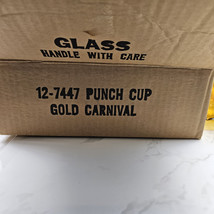 GLASS
HANDLE WITH CARE
12-7447 PUNCH CUP
GOLD CARNIVAL